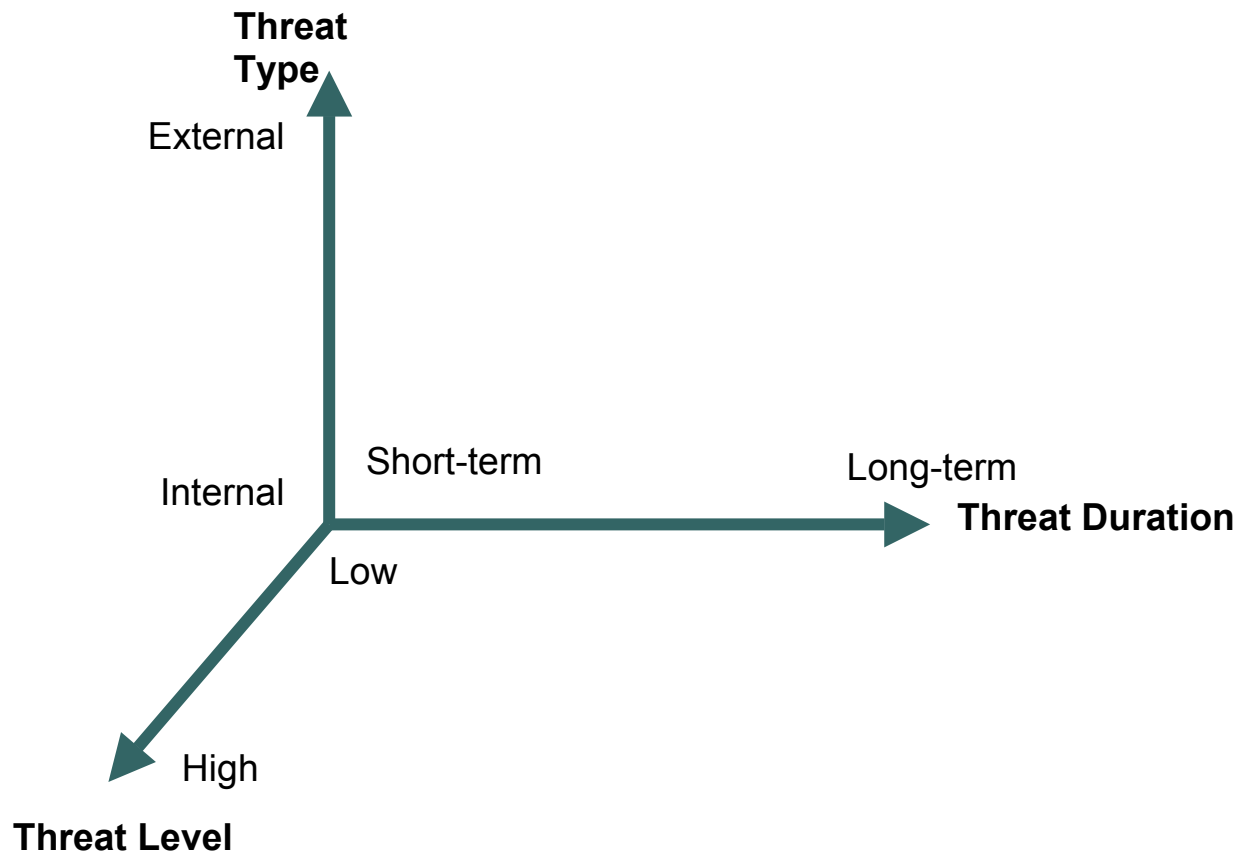 Threat
Type
External
Short-term
Long-term
Internal
Threat Duration
Low
High
Threat Level